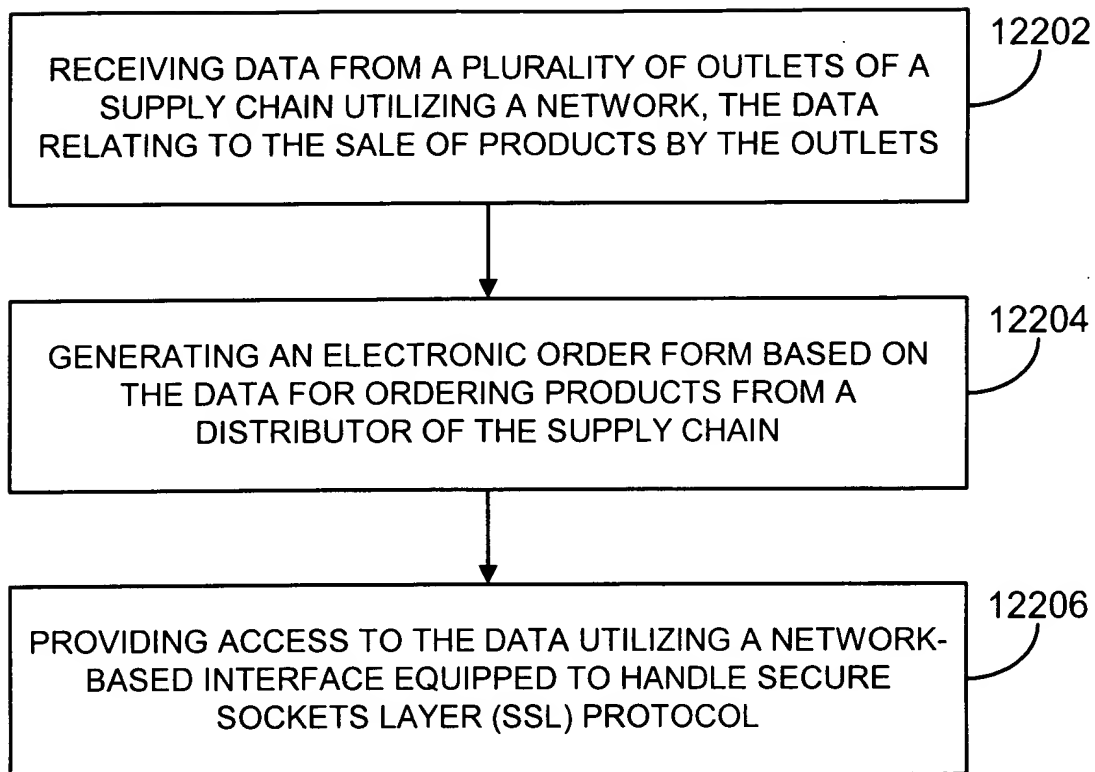 12202
RECEIVING DATA FROM A PLURALITY OF OUTLETS OF A
SUPPLY CHAIN UTILIZING A NETWORK, THE DATA
RELATING TO THE SALE OF PRODUCTS BY THE OUTLETS
12204
GENERATING AN ELECTRONIC ORDER FORM BASED ON
THE DATA FOR ORDERING PRODUCTS FROM A
DISTRIBUTOR OF THE SUPPLY CHAIN
12206
PROVIDING ACCESS TO THE DATA UTILIZING A NETWORK-
BASED INTERFACE EQUIPPED TO HANDLE SECURE
SOCKETS LAYER (SSL) PROTOCOL